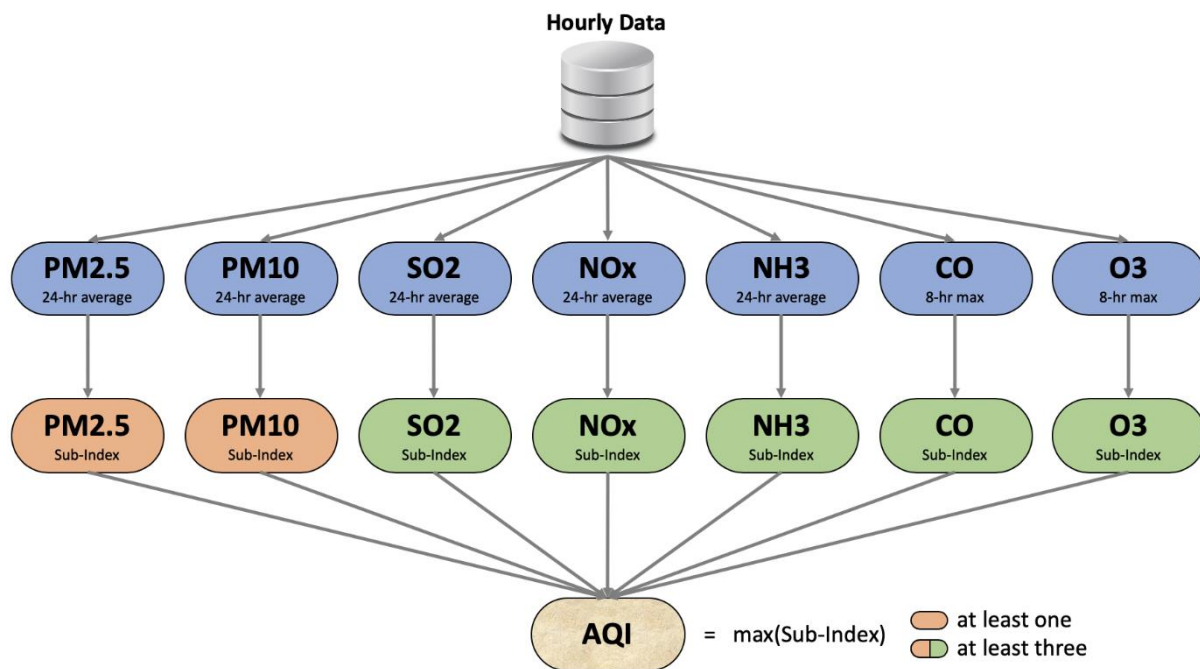 Hourly Data
PM2.5
24-hr average
PM10
24-hr average
SO2
24-hr average
NOx
24-hr average
NH3
24-hr average
CO
8-hr max
O3
8-hr max
PM2.5
Sub-Index
PM10
Sub-Index
SO2
Sub-Index
NOx
Sub-Index
NH3
Sub-Index
CO
Sub-Index
O3
Sub-Index
AQI
= max(Sub-Index)
at least one
at least three